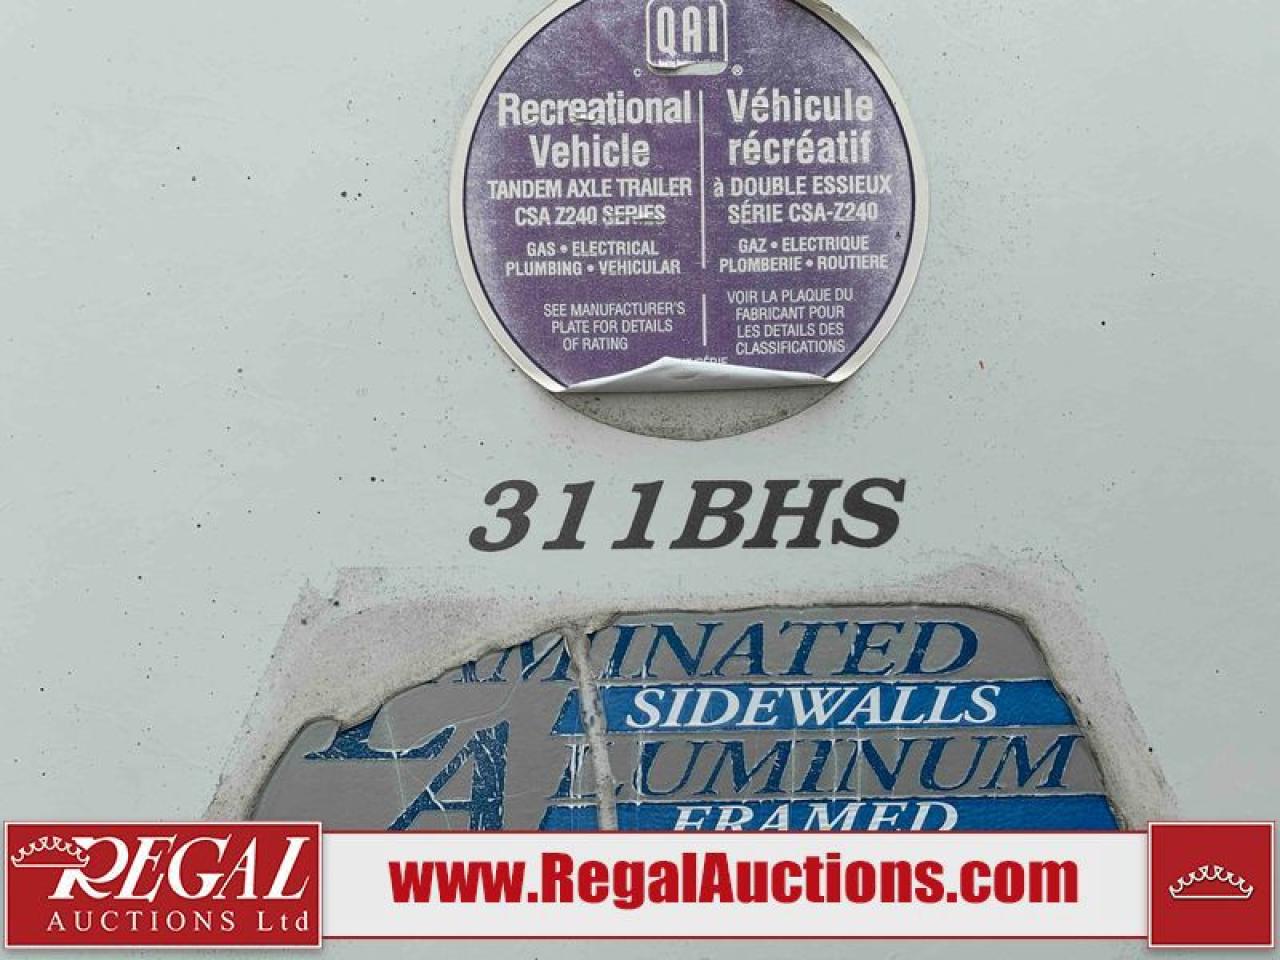 QAI
®
Recreational
Vehicle
TANDEM AXLE TRAILER
CSA Z240 SERIES
GAS • ELECTRICAL
PLUMBING • VEHICULAR
SEE MANUFACTURER'S
PLATE FOR DETAILS
OF RATING
Véhicule
récréatif
à DOUBLE ESSIEUX
SÉRIE CSA-Z240
GAZ • ELECTRIQUE
PLOMBERIE • ROUTIERE
VOIR LA PLAQUE DU
FABRICANT POUR
LES DETAILS DES
CLASSIFICATIONS
311BHS
LAMINATED
SIDEWALLS
ALUMINUM
FRAMED
REGAL
AUCTIONS Ltd
www.RegalAuctions.com